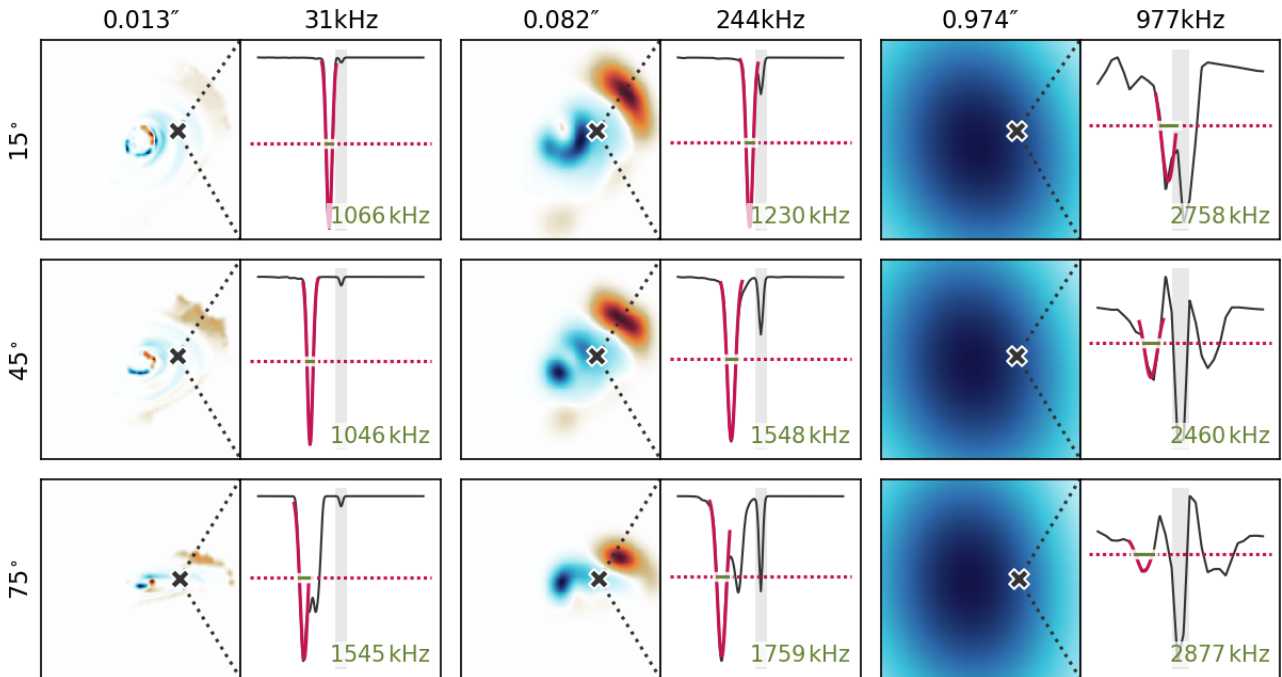 0.013″ 31kHz 0.082″ 244kHz 0.974″ 977kHz
15° 1066 kHz 1230 kHz 2758 kHz
45° 1046 kHz 1548 kHz 2460 kHz
75° 1545 kHz 1759 kHz 2877 kHz